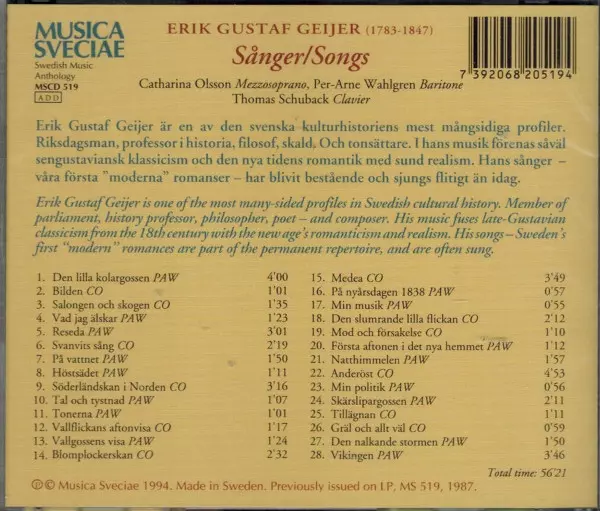 MUSICA
SVECIAE
Swedish Music
Anthology
MSCD 519
ADD
ERIK GUSTAF GEIJER (1783-1847)
Sånger/Songs
Catharina Olsson Mezzosoprano, Per-Arne Wahlgren Baritone
Thomas Schuback Clavier
7 392068 205194
Erik Gustaf Geijer är en av den svenska kulturhistoriens mest mångsidiga profiler.
Riksdagsman, professor i historia, filosof, skald. Och tonsättare. I hans musik förenas såväl
sengustaviansk klassicism och den nya tidens romantik med sund realism. Hans sånger –
våra första "moderna" romanser – har blivit bestående och sjungs flitigt än idag.
Erik Gustaf Geijer is one of the most many-sided profiles in Swedish cultural history. Member of
parliament, history professor, philosopher, poet – and composer. His music fuses late-Gustavian
classicism from the 18th century with the new age's romanticism and realism. His songs – Sweden's
first "modern" romances are part of the permanent repertoire, and are often sung.
1. Den lilla kolargossen PAW 4'00
2. Bilden CO 1'01
3. Salongen och skogen CO 1'35
4. Vad jag älskar PAW 1'23
5. Reseda PAW 3'01
6. Svanvits sång CO 2'19
7. På vattnet PAW 1'50
8. Höstsädet PAW 1'11
9. Söderländskan i Norden CO 3'16
10. Tal och tystnad PAW 1'07
11. Tonerna PAW 1'01
12. Vallflickans aftonvisa CO 1'17
13. Vallgossens visa PAW 1'24
14. Blomplockerskan CO 2'32
15. Medea CO 3'49
16. På nyårsdagen 1838 PAW 0'57
17. Min musik PAW 0'55
18. Den slumrande lilla flickan CO 2'12
19. Mod och försakelse CO 1'10
20. Första aftonen i det nya hemmet PAW 1'12
21. Natthimmelen PAW 1'57
22. Anderöst CO 4'53
23. Min politik PAW 0'56
24. Skärslipargossen PAW 2'11
25. Tillägnan CO 1'11
26. Gräl och allt väl CO 0'59
27. Den nalkande stormen PAW 1'50
28. Vikingen PAW 3'46
Total time: 56'21
℗ © Musica Sveciae 1994. Made in Sweden. Previously issued on LP, MS 519, 1987.